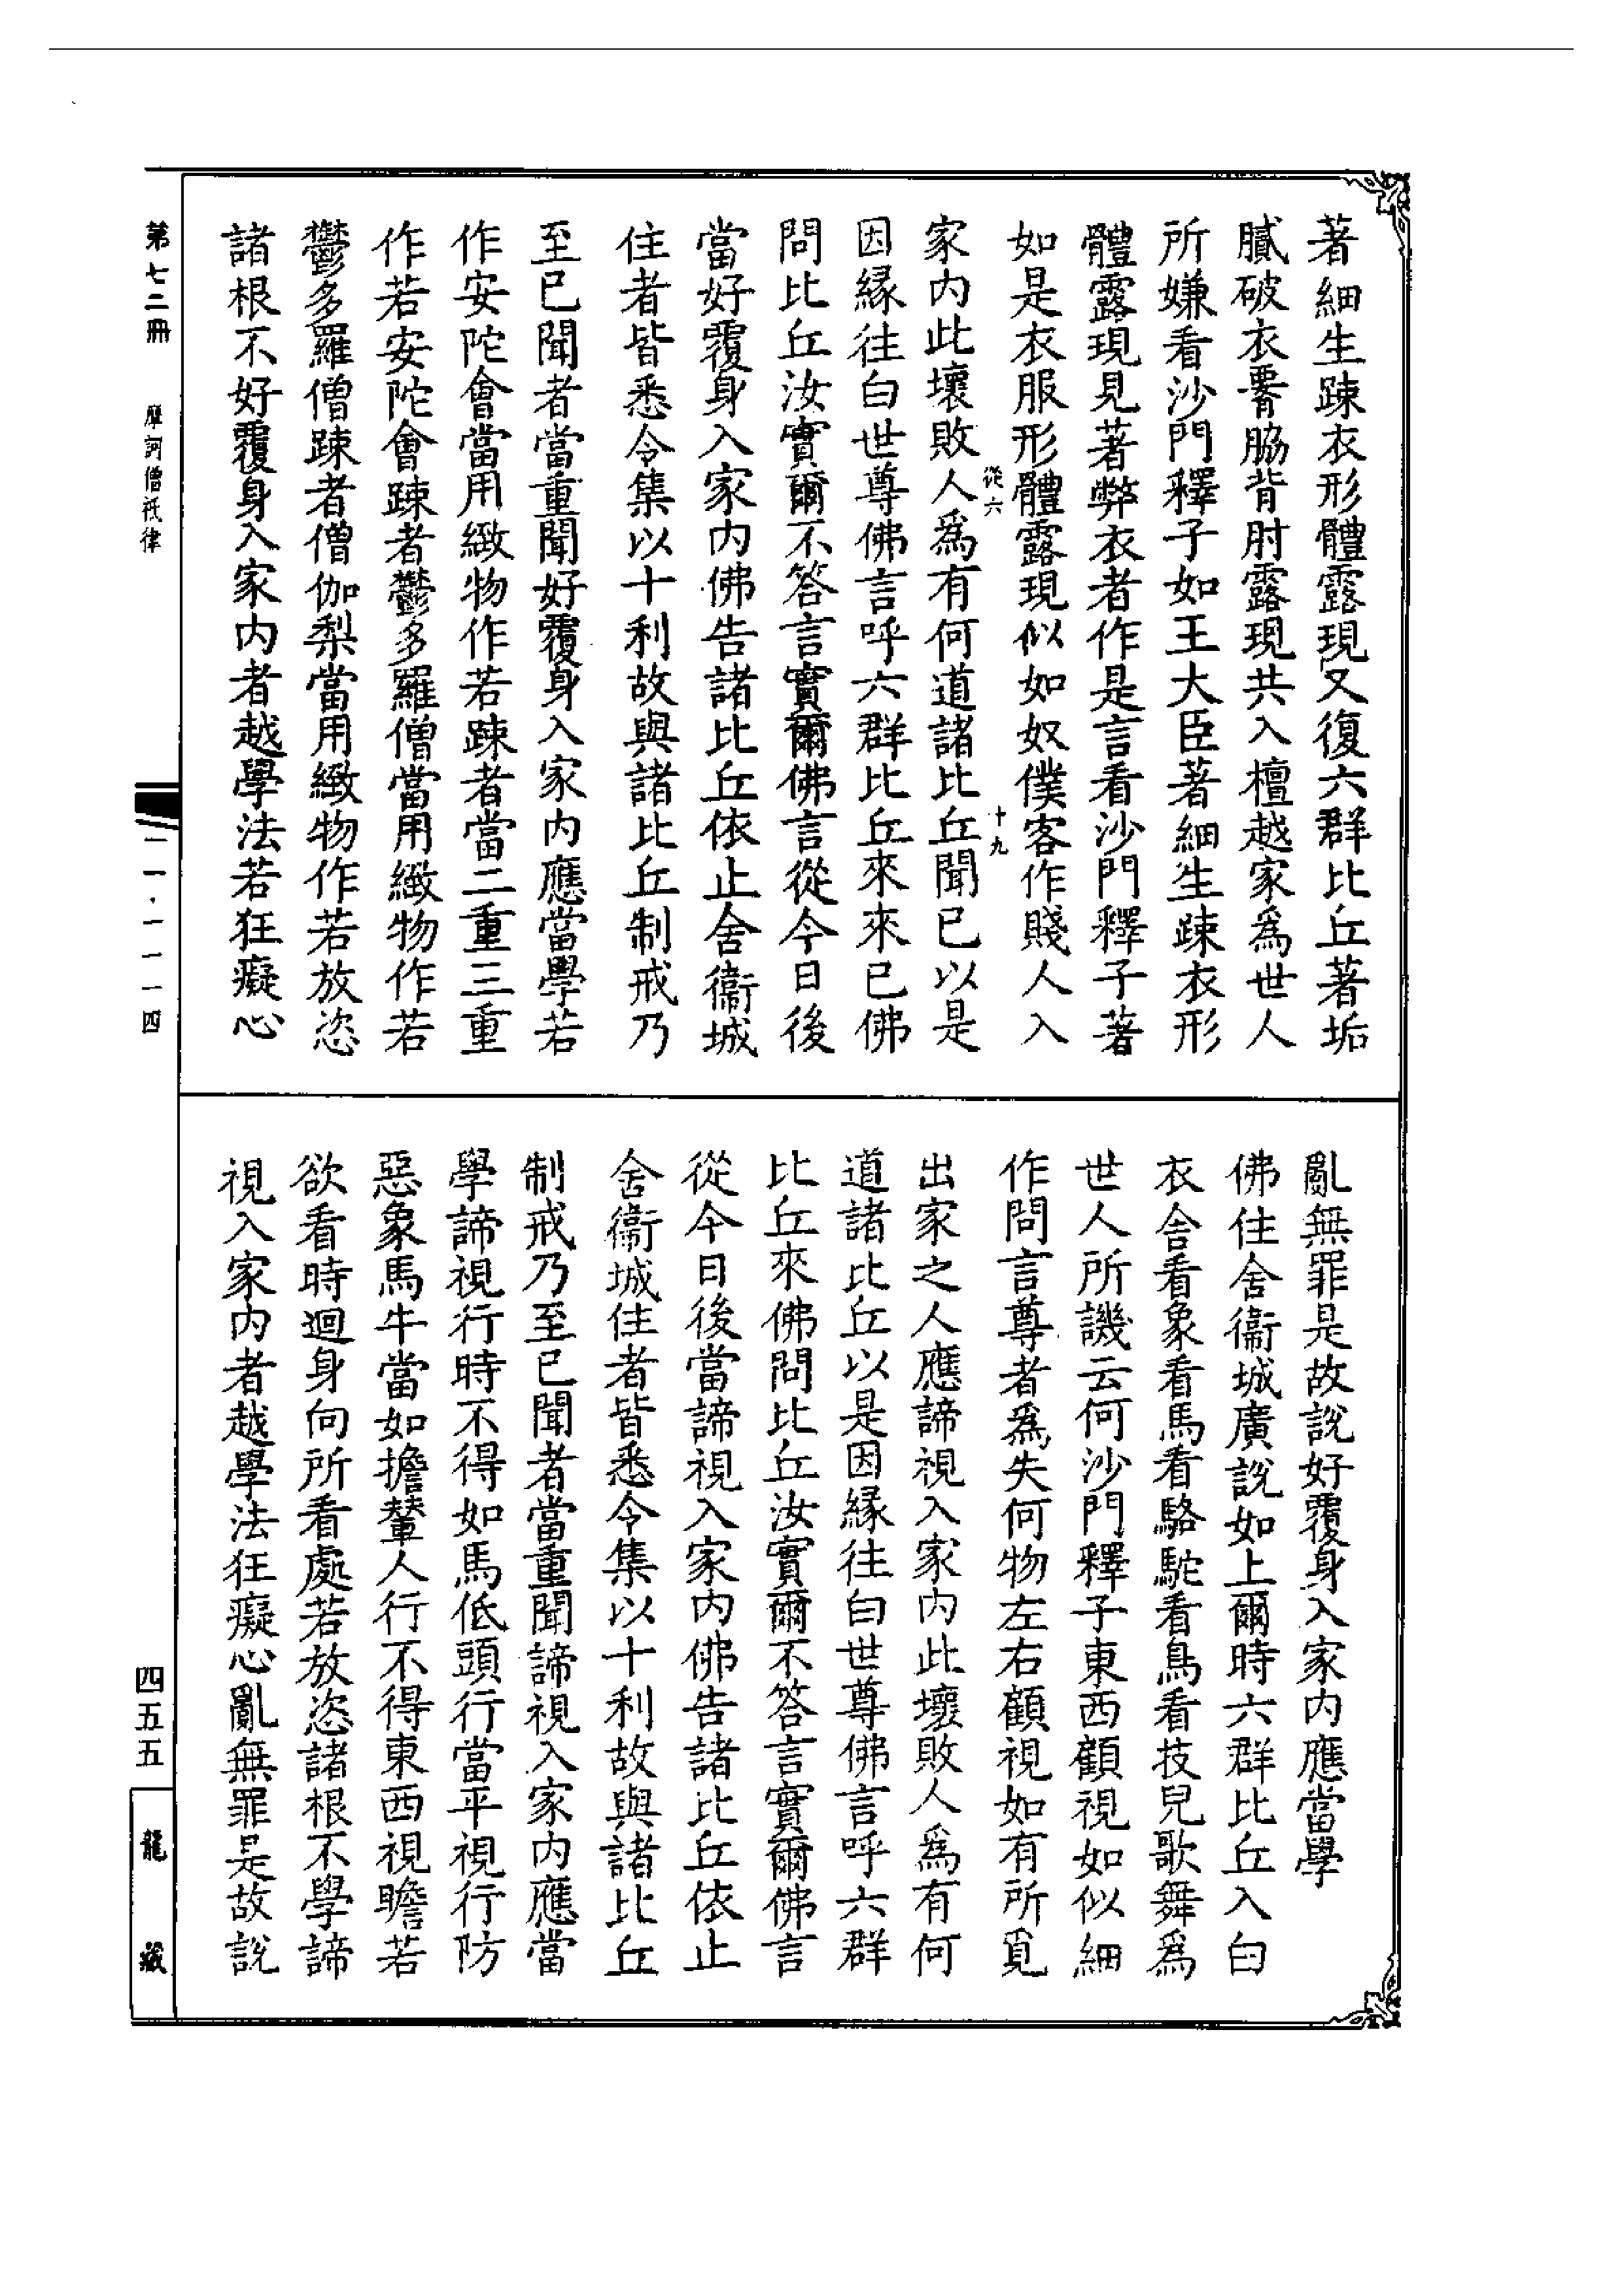 著細生踈衣形體露現又復六群比丘著垢
膩破衣脇背肘露現共入檀越家為世人
所嫌看沙門釋子如王大臣著細生踈衣形
體露現見著弊衣者作是言看沙門釋子著
如是衣服形體露現似如奴僕客作賤人入
從六
十九
家內此壞敗人為有何道諸比丘聞已以是
因緣往白世尊佛言呼六群比丘來來已佛
問比丘汝實爾不答言實爾佛言從今日後
當好覆身入家內佛告諸比丘依止舍衛城
住者皆悉令集以十利故與諸比丘制戒乃
至已聞者當重聞好覆身入家內應當學若
作安陀會當用緻物作若踈者當二重三重
作若安陀會踈者鬱多羅僧當用緻物作若
鬱多羅僧踈者僧伽梨當用緻物作若放恣
諸根不好覆身入家內者越學法若狂癡心
亂無罪是故說好覆身入家內應當學
佛住舍衛城廣說如上爾時六群比丘入白
衣舍看象看馬看駱駝看鳥看技兒歌舞為
世人所譏云何沙門釋子東西顧視如似細
作問言尊者為失何物左右顧視如有所覓
出家之人應諦視入家內此壞敗人為有何
道諸比丘以是因緣往白世尊佛言呼六群
比丘來佛問比丘汝實爾不答言實爾佛言
從今日後當諦視入家內佛告諸比丘依止
舍衛城住者皆悉令集以十利故與諸比丘
制戒乃至已聞者當重聞諦視入家內應當
學諦視行時不得如馬低頭行當平視行防
惡象馬牛當如擔輦人行不得東西視瞻若
欲看時迴身向所看處若放恣諸根不學諦
視入家內者越學法狂癡心亂無罪是故說
第七二冊
摩訶僧祇律
一一·一一一四
四五五
龍藏